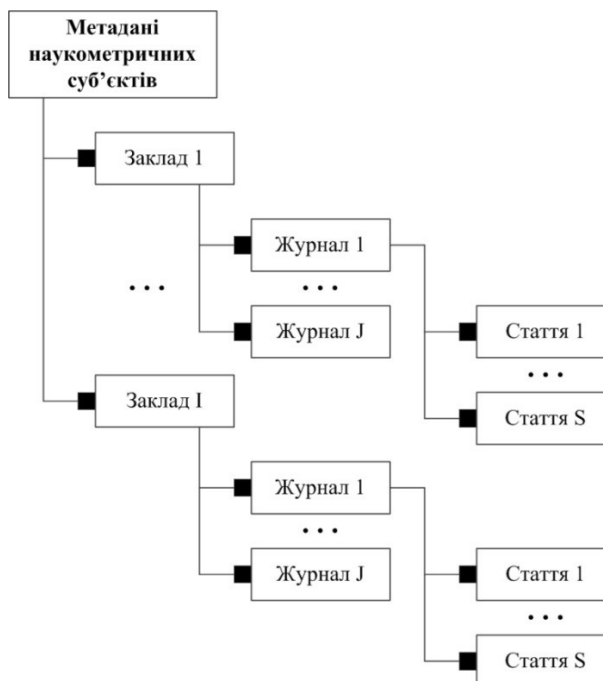 Метадані
наукометричних
суб’єктів
Заклад 1
Журнал 1
. . .
. . .
Журнал J
Стаття 1
. . .
Заклад I
Стаття S
Журнал 1
. . .
Журнал J
Стаття 1
. . .
Стаття S